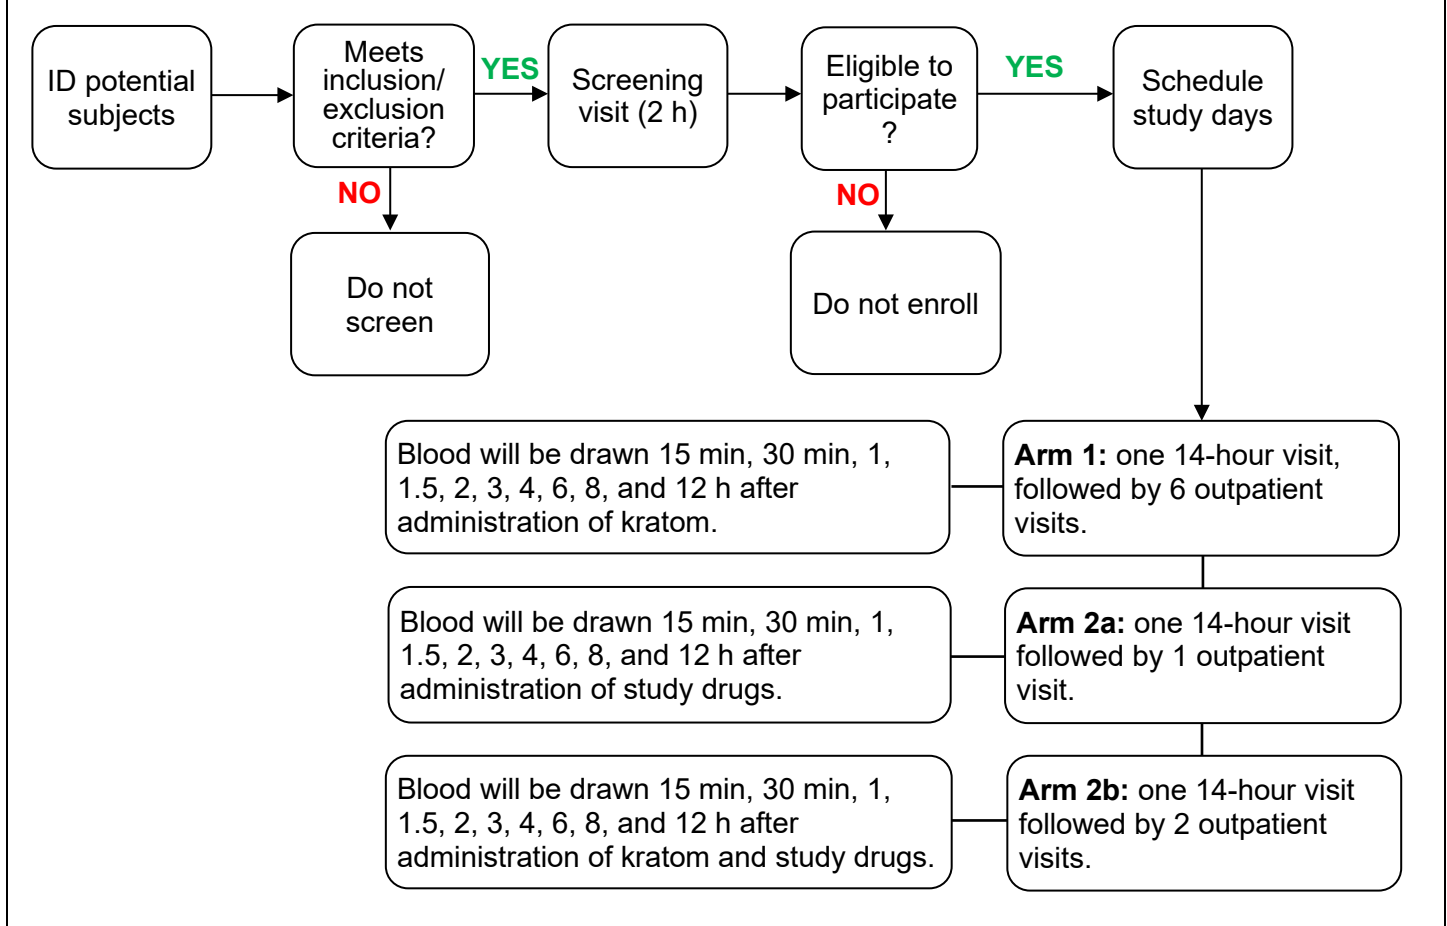 ID potential
subjects
Meets
inclusion/
exclusion
criteria?
YES
Screening
visit (2 h)
Eligible to
participate
?
YES
Schedule
study days
NO
Do not
screen
NO
Do not enroll
Blood will be drawn 15 min, 30 min, 1,
1.5, 2, 3, 4, 6, 8, and 12 h after
administration of kratom.
Arm 1: one 14-hour visit,
followed by 6 outpatient
visits.
Blood will be drawn 15 min, 30 min, 1,
1.5, 2, 3, 4, 6, 8, and 12 h after
administration of study drugs.
Arm 2a: one 14-hour visit
followed by 1 outpatient
visit.
Blood will be drawn 15 min, 30 min, 1,
1.5, 2, 3, 4, 6, 8, and 12 h after
administration of kratom and study drugs.
Arm 2b: one 14-hour visit
followed by 2 outpatient
visits.